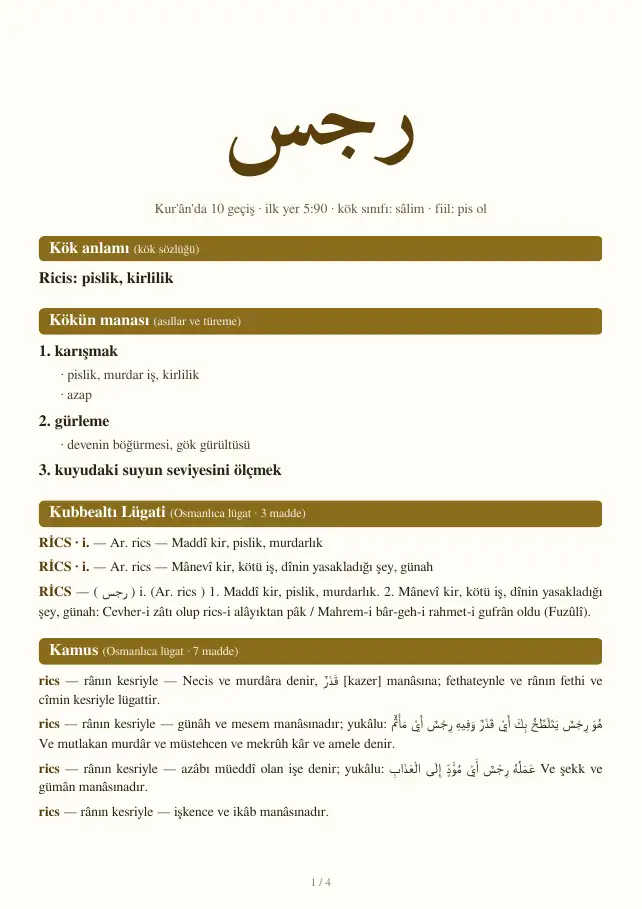 رجس
Kur'ân'da 10 geçiş · ilk yer 5:90 · kök sınıfı: sâlim · fiil: pis ol
Kök anlamı (kök sözlüğü)
Ricis: pislik, kirlilik
Kökün manası (asıllar ve türeme)
1. karışmak
· pislik, murdar iş, kirlilik
· azap
2. gürleme
· devenin böğürmesi, gök gürültüsü
3. kuyudaki suyun seviyesini ölçmek
Kubbealtı Lügati (Osmanlıca lügat · 3 madde)
RİCS · i. — Ar. rics — Maddî kir, pislik, murdarlık
RİCS · i. — Ar. rics — Mânevî kir, kötü iş, dînin yasakladığı şey, günah
RİCS — ( رجس ) i. (Ar. rics ) 1. Maddî kir, pislik, murdarlık. 2. Mânevî kir, kötü iş, dînin yasakladığı
şey, günah: Cevher-i zâtı olup rics-i alâyıktan pâk / Mahrem-i bâr-geh-i rahmet-i gufrân oldu (Fuzûlî).
Kamus (Osmanlıca lügat · 7 madde)
rics — rânın kesriyle — Necis ve murdâra denir, قَذَرٌ [kazer] manâsına; fethateynle ve rânın fethi ve
cîmin kesriyle lügattir.
rics — rânın kesriyle — günâh ve mesem manâsınadır; yukâlu: هُوَ رِجْسٌ يَتَلَطَّخُ بِكَ أَيْ قَذَرٌ وَفِيهِ رِجْسٌ أَيْ مَأْثَمٌ
Ve mutlakan murdâr ve müstehcen ve mekrûh kâr ve amele denir.
rics — rânın kesriyle — azâbı müeddî olan işe denir; yukâlu: عَمَلُهُ رِجْسٌ أَيْ مُؤَدٍّ إِلَى الْعَذَابِ Ve şekk ve
gümân manâsınadır.
rics — rânın kesriyle — işkence ve ikâb manâsınadır.
1 / 4